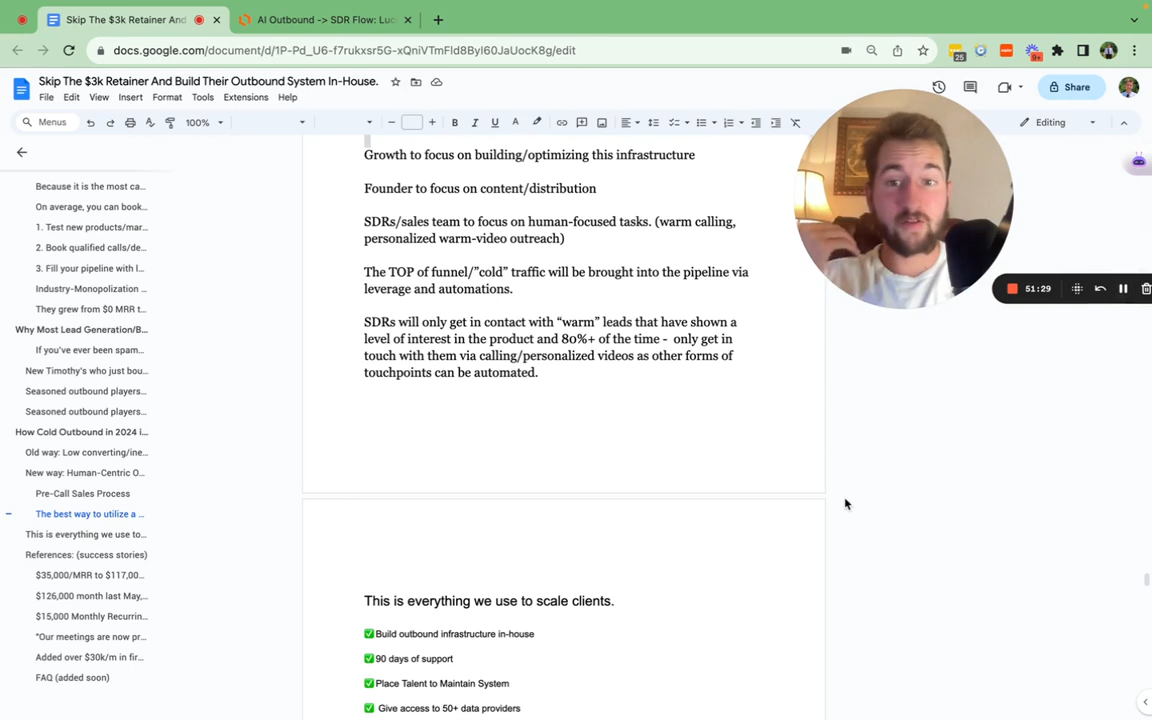 Skip The $3k Retainer And
AI Outbound -> SDR Flow: Luc
docs.google.com/document/d/1P-Pd_U6-f7rukxsr5G-xQniVTmFId8ByI60JaUocK8g/edit
25
9+
Skip The $3k Retainer And Build Their Outbound System In-House.
File Edit View Insert Format Tools Extensions Help
Share
Menus
100%
B I U A
Editing
Because it is the most ca...
On average, you can book...
1. Test new products/mar...
2. Book qualified calls/de...
3. Fill your pipeline with l...
Industry-Monopolization ...
They grew from $0 MRR t...
Why Most Lead Generation/B...
If you've ever been spam...
New Timothy's who just bou...
Seasoned outbound players...
Seasoned outbound players...
How Cold Outbound in 2024 i...
Old way: Low converting/ine...
New way: Human-Centric O...
Pre-Call Sales Process
The best way to utilize a ...
This is everything we use to...
References: (success stories)
$35,000/MRR to $117,00...
$126,000 month last May,...
$15,000 Monthly Recurrin...
"Our meetings are now pr...
Added over $30k/m in fir...
FAQ (added soon)
Growth to focus on building/optimizing this infrastructure
Founder to focus on content/distribution
SDRs/sales team to focus on human-focused tasks. (warm calling,
personalized warm-video outreach)
The TOP of funnel/"cold" traffic will be brought into the pipeline via
leverage and automations.
SDRs will only get in contact with “warm” leads that have shown a
level of interest in the product and 80%+ of the time - only get in
touch with them via calling/personalized videos as other forms of
touchpoints can be automated.
This is everything we use to scale clients.
✅Build outbound infrastructure in-house
✅90 days of support
✅Place Talent to Maintain System
✅ Give access to 50+ data providers
51:29